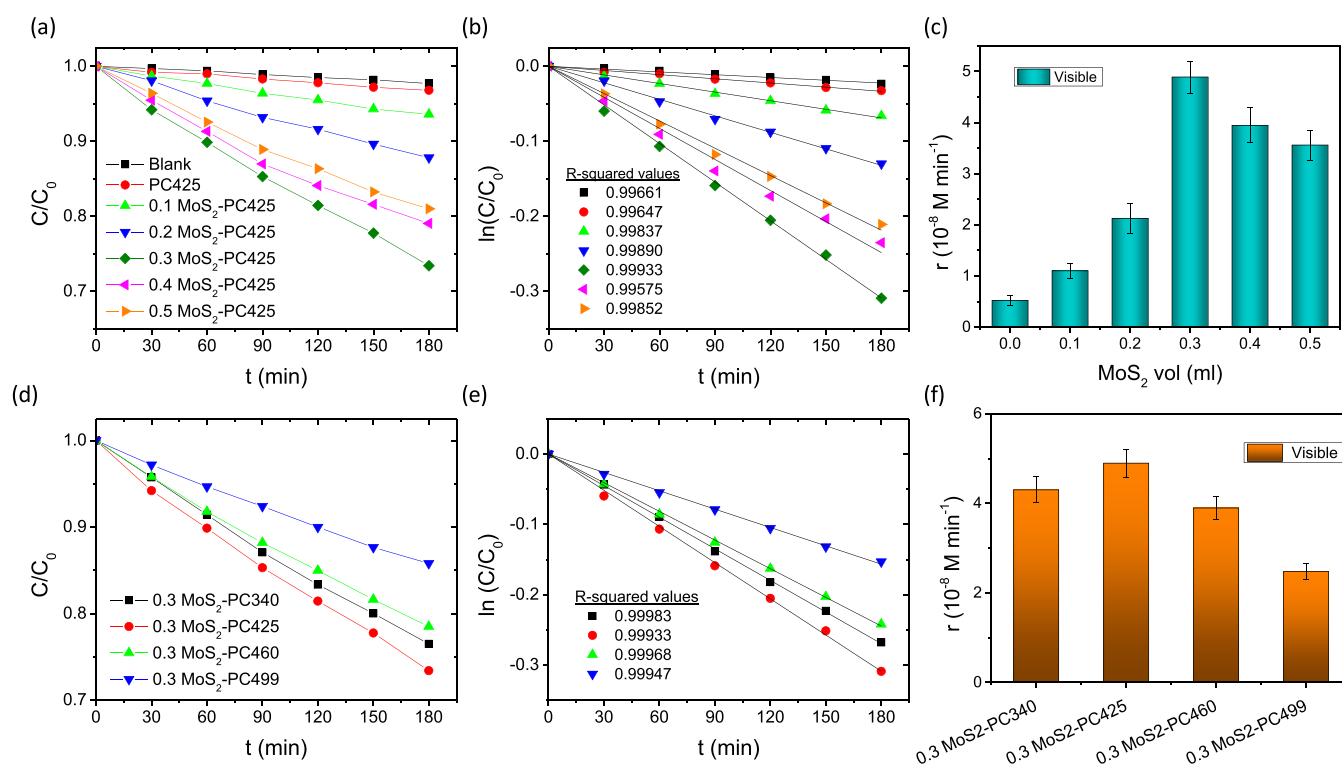 (a)
1.0
0.9
0.8
0.7
C/C0
Blank
PC425
0.1 MoS2-PC425
0.2 MoS2-PC425
0.3 MoS2-PC425
0.4 MoS2-PC425
0.5 MoS2-PC425
0 30 60 90 120 150 180
t (min)
(b)
0.0
-0.1
-0.2
-0.3
ln(C/C0)
R-squared values
0.99661
0.99647
0.99837
0.99890
0.99933
0.99575
0.99852
0 30 60 90 120 150 180
t (min)
(c)
5
4
3
2
1
0
r (10-8 M min-1)
Visible
0.0 0.1 0.2 0.3 0.4 0.5
MoS2 vol (ml)
(d)
1.0
0.9
0.8
0.7
C/C0
0.3 MoS2-PC340
0.3 MoS2-PC425
0.3 MoS2-PC460
0.3 MoS2-PC499
0 30 60 90 120 150 180
t (min)
(e)
0.0
-0.1
-0.2
-0.3
ln (C/C0)
R-squared values
0.99983
0.99933
0.99968
0.99947
0 30 60 90 120 150 180
t (min)
(f)
6
4
2
0
r (10-8 M min-1)
Visible
0.3 MoS2-PC340
0.3 MoS2-PC425
0.3 MoS2-PC460
0.3 MoS2-PC499